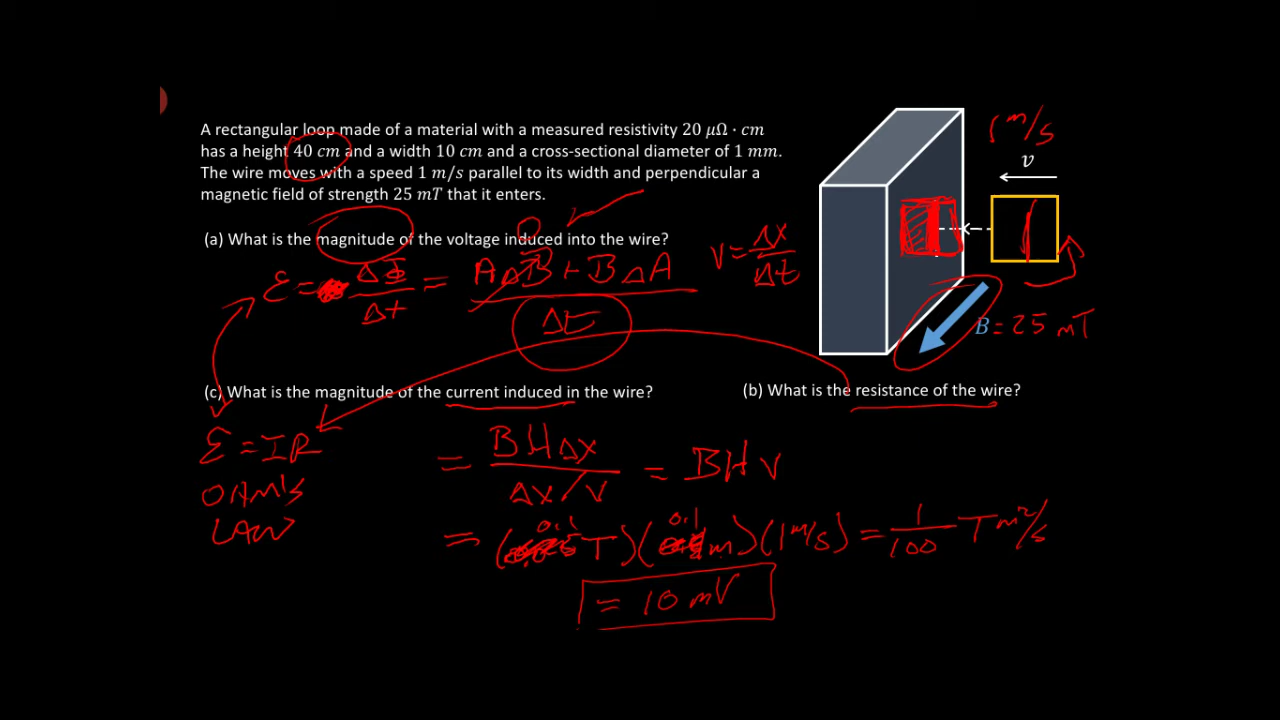 A rectangular loop made of a material with a measured resistivity 20 μΩ · cm
has a height 40 cm and a width 10 cm and a cross-sectional diameter of 1 mm.
The wire moves with a speed 1 m/s parallel to its width and perpendicular a
magnetic field of strength 25 mT that it enters.
1 m/s
v
(a) What is the magnitude of the voltage induced into the wire?
0
ε = ΔΦ/Δt = (AΔB + BΔA)/Δt
V = Δx/Δt
B = 25 mT
(c) What is the magnitude of the current induced in the wire?
(b) What is the resistance of the wire?
ε = IR
OHM'S
LAW
= BHΔx/(Δx/V) = BHV
= (0.1 T)(0.1 m)(1 m/s) = 1/100 T m²/s
= 10 mV